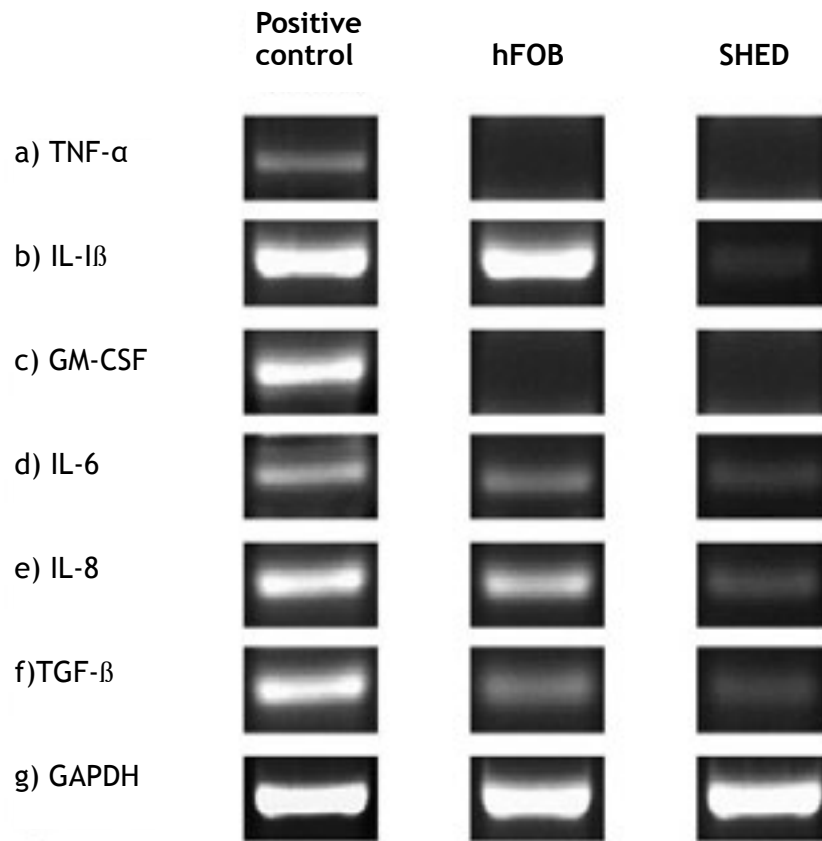 Positive control hFOB SHED
a) TNF-α
b) IL-Iß
c) GM-CSF
d) IL-6
e) IL-8
f)TGF-ß
g) GAPDH